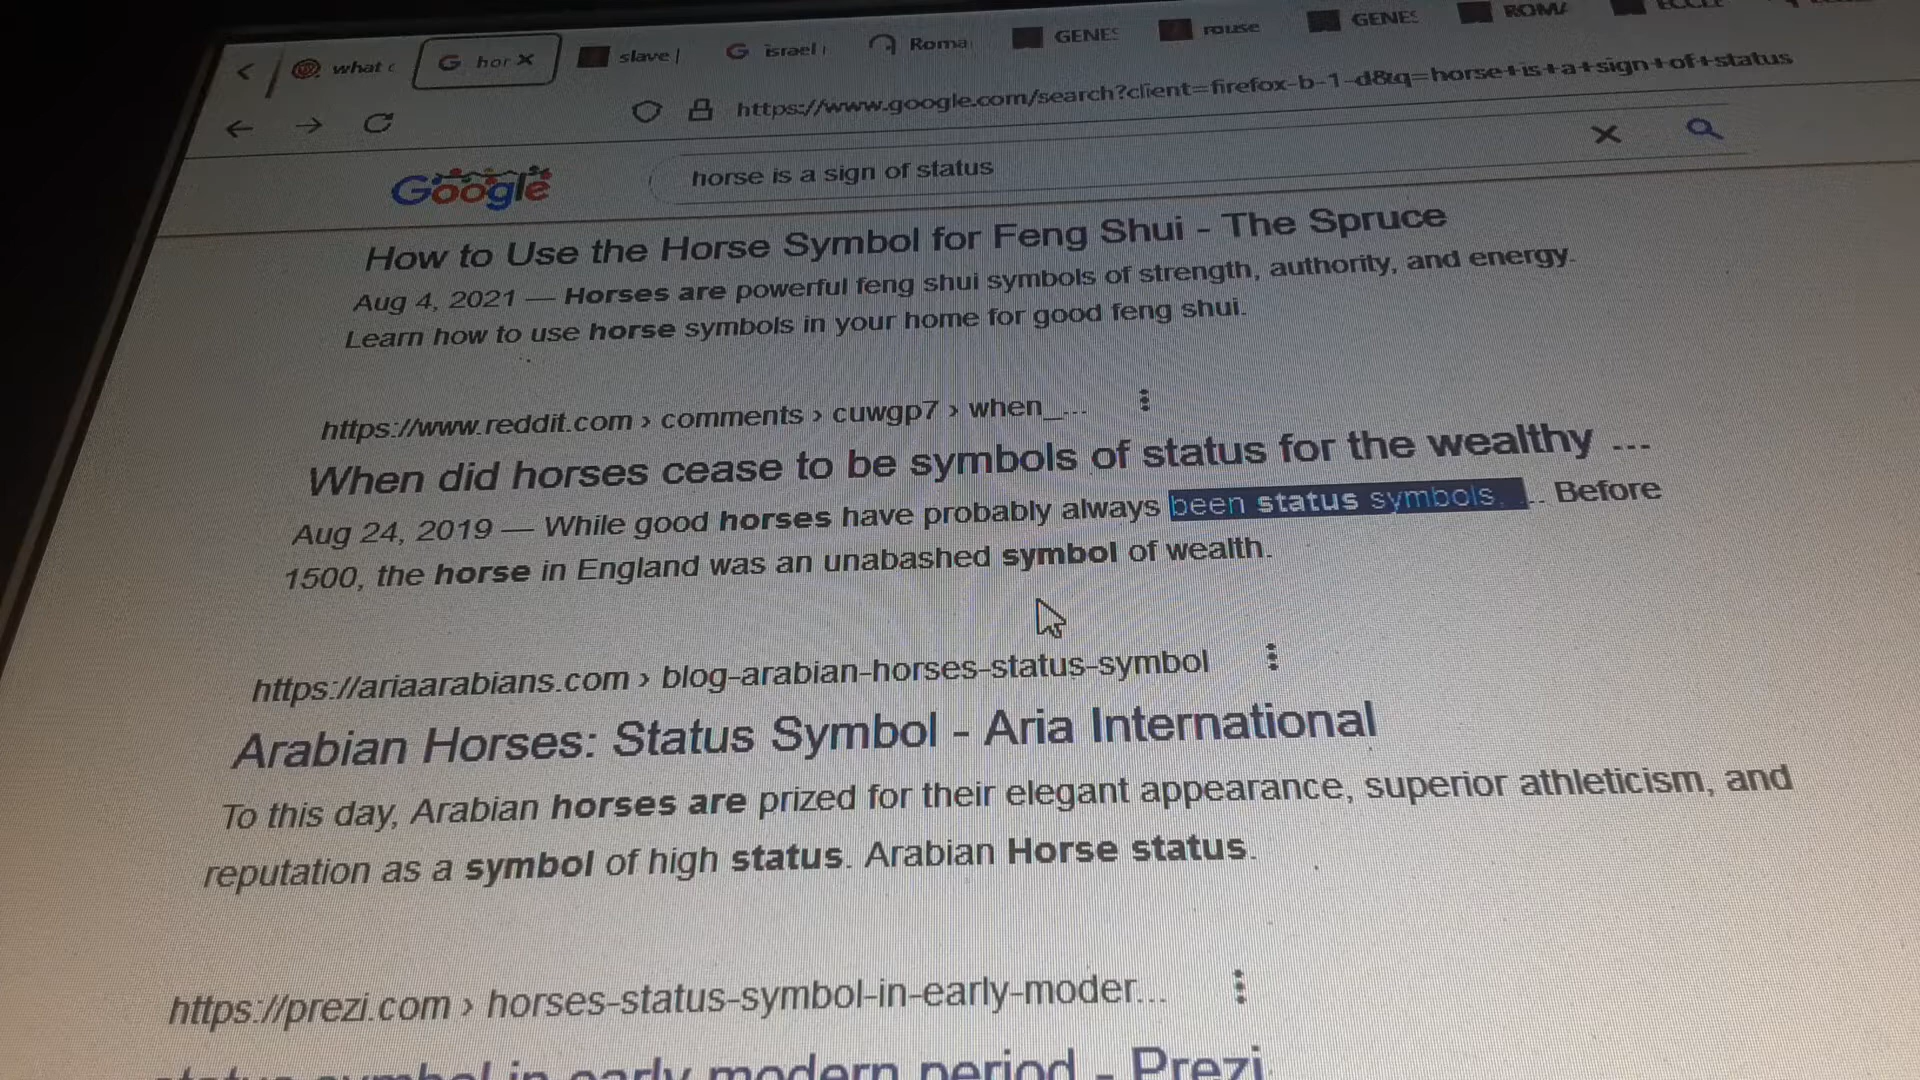 what
hor
slave |
israel
Roma
GENES
rouse
GENES
ROMA
https://www.google.com/search?client=firefox-b-1-d&q=horse+is+a+sign+of+status
Google
horse is a sign of status
How to Use the Horse Symbol for Feng Shui - The Spruce
Aug 4, 2021 — Horses are powerful feng shui symbols of strength, authority, and energy.
Learn how to use horse symbols in your home for good feng shui.
https://www.reddit.com › comments › cuwgp7 › when_...
When did horses cease to be symbols of status for the wealthy ...
Aug 24, 2019 — While good horses have probably always been status symbols. ... Before
1500, the horse in England was an unabashed symbol of wealth.
https://ariaarabians.com › blog-arabian-horses-status-symbol
Arabian Horses: Status Symbol - Aria International
To this day, Arabian horses are prized for their elegant appearance, superior athleticism, and
reputation as a symbol of high status. Arabian Horse status.
https://prezi.com › horses-status-symbol-in-early-moder...
status symbol in early modern period - Prezi